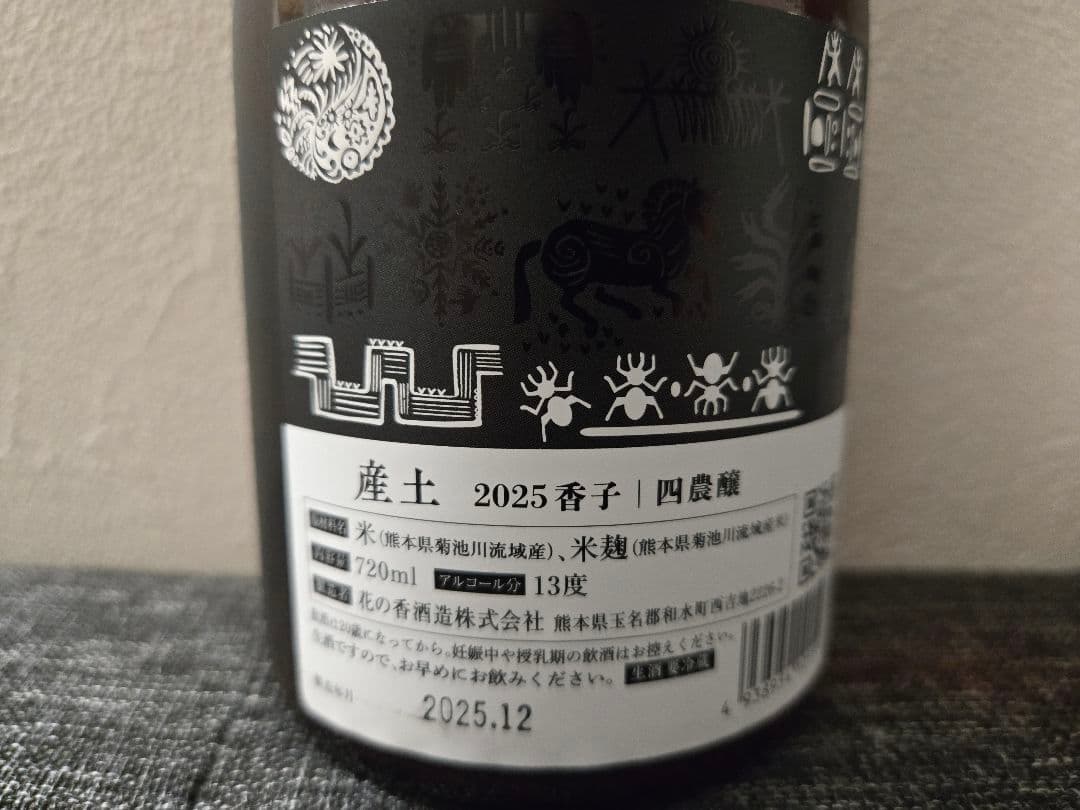 産土 2025 香子 | 四農醸
原材料名 米(熊本県菊池川流域産)、米麹(熊本県菊池川流域産米)
内容量 720ml アルコール分 13度
製造者 花の香酒造株式会社 熊本県玉名郡和水町西吉地2226-2
飲酒は20歳になってから。妊娠中や授乳期の飲酒はお控えください。
生酒ですので、お早めにお飲みください。 生酒 要冷蔵
製造年月 2025.12